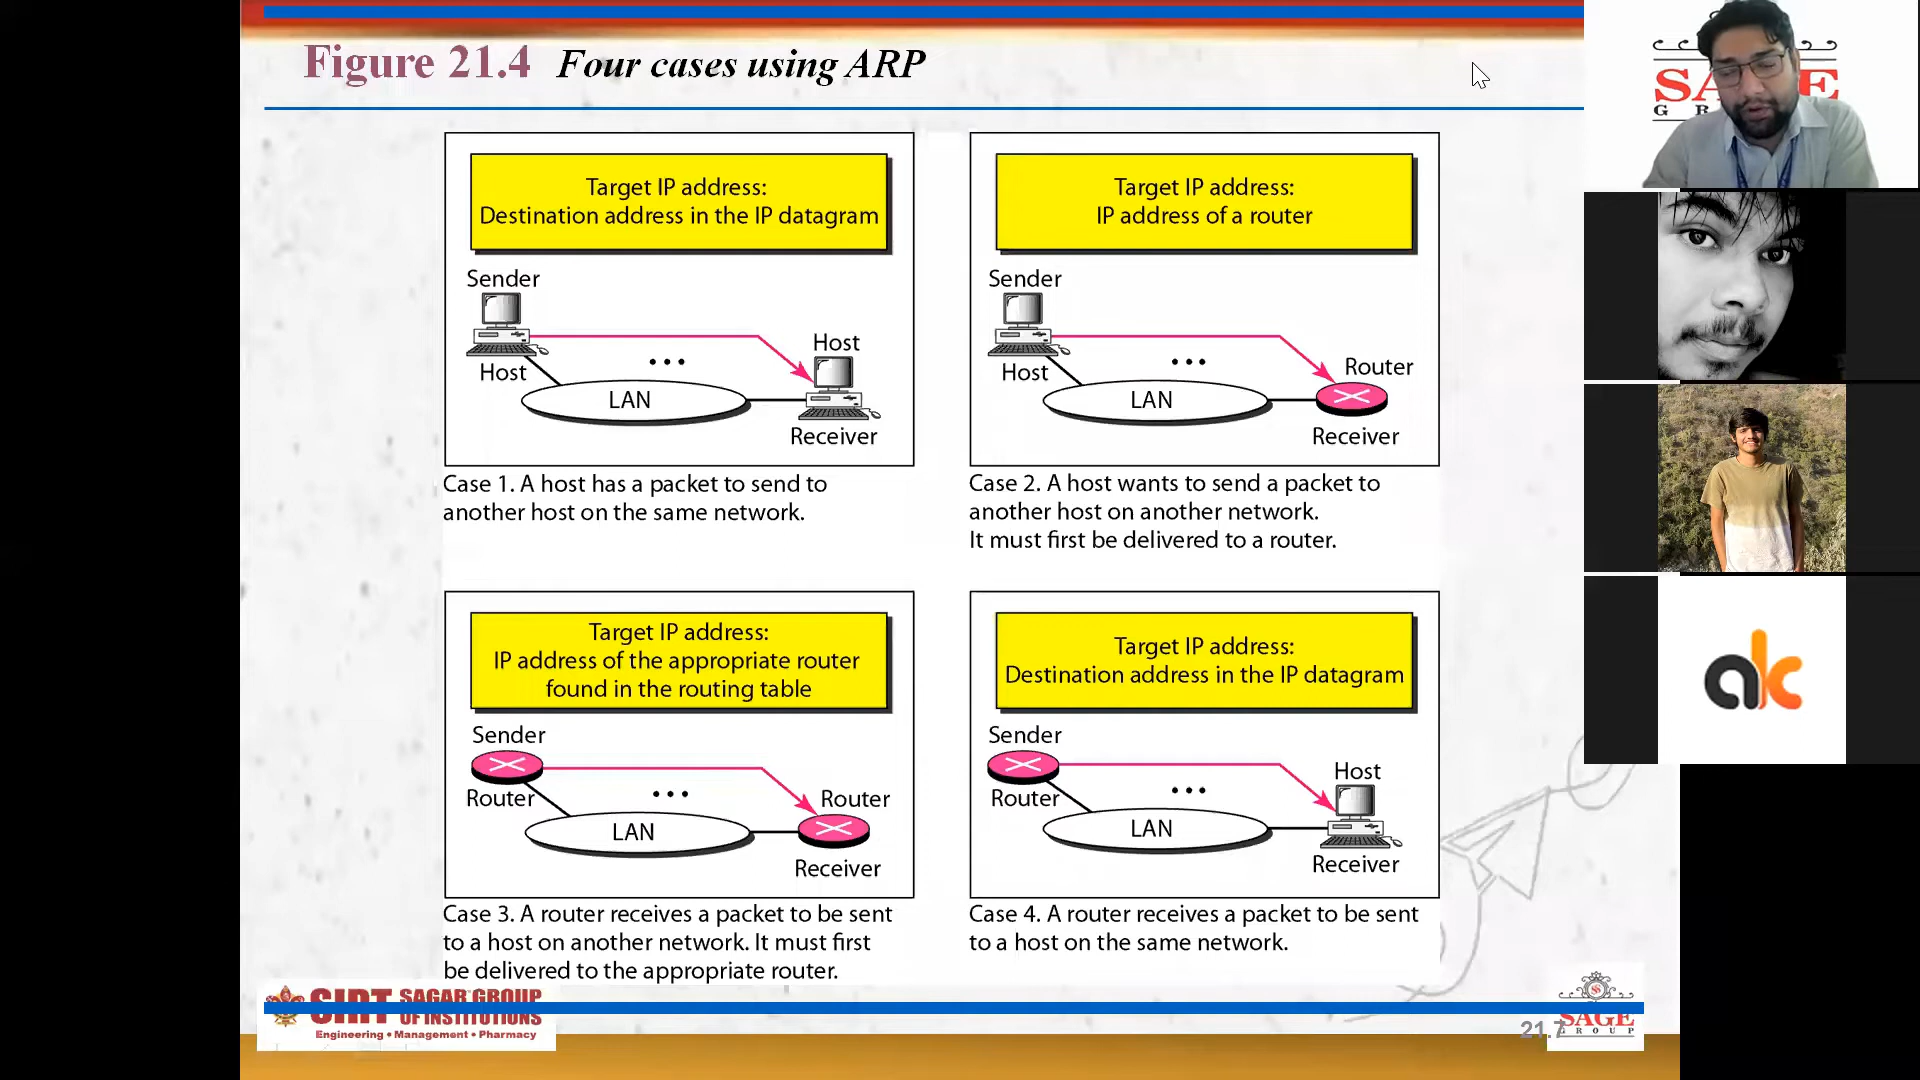 Figure 21.4 Four cases using ARP
Target IP address:
Destination address in the IP datagram
Sender
Host
Host
LAN
Receiver
Case 1. A host has a packet to send to
another host on the same network.
Target IP address:
IP address of a router
Sender
Router
Host
LAN
Receiver
Case 2. A host wants to send a packet to
another host on another network.
It must first be delivered to a router.
Target IP address:
IP address of the appropriate router
found in the routing table
Sender
Router
Router
LAN
Receiver
Case 3. A router receives a packet to be sent
to a host on another network. It must first
be delivered to the appropriate router.
Target IP address:
Destination address in the IP datagram
Sender
Host
Router
LAN
Receiver
Case 4. A router receives a packet to be sent
to a host on the same network.
SIRT SAGAR GROUP
OF INSTITUTIONS
Engineering • Management • Pharmacy
21.7
SAGE
GROUP
ak